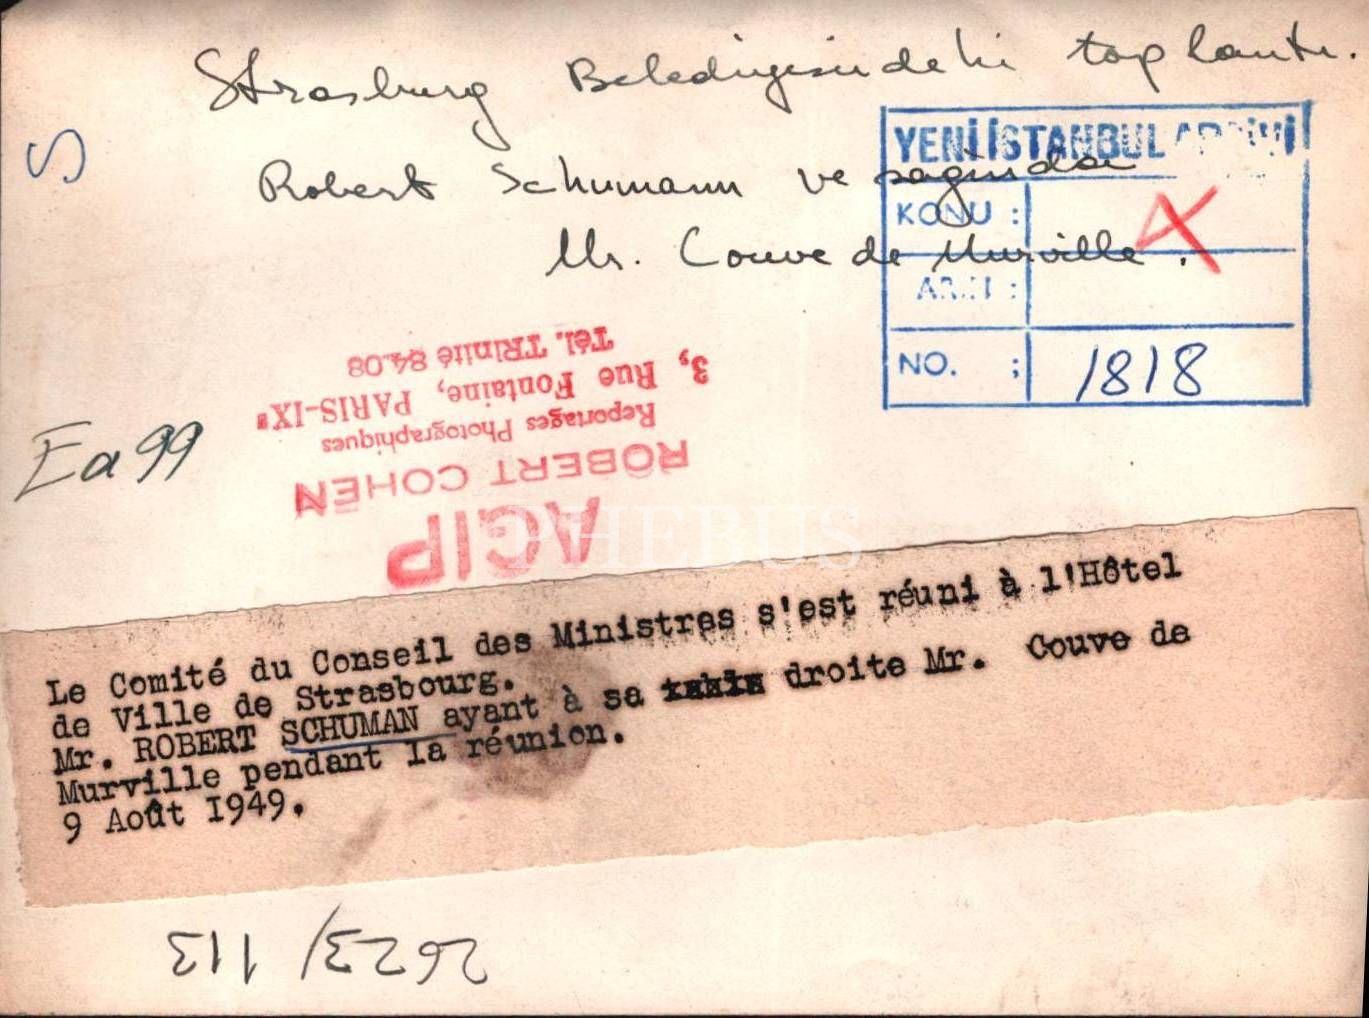 Strasburg Belediyesindeki toplantı.
Robert Schumann ve sağında
Mr. Couve de Murville.
S
YENİ İSTANBUL ARŞİVİ
KONU :
NO. : 1818
Ea 99
AGIP
ROBERT COHEN
Reportages Photographiques
3, Rue Fontaine, PARIS-IXe
Tél. TRinité 84.08
PHEBUS
Le Comité du Conseil des Ministres s'est réuni à l'Hôtel
de Ville de Strasbourg.
Mr. ROBERT SCHUMAN ayant à sa droite Mr. Couve de
Murville pendant la réunion.
9 Août 1949.
2623/ 113